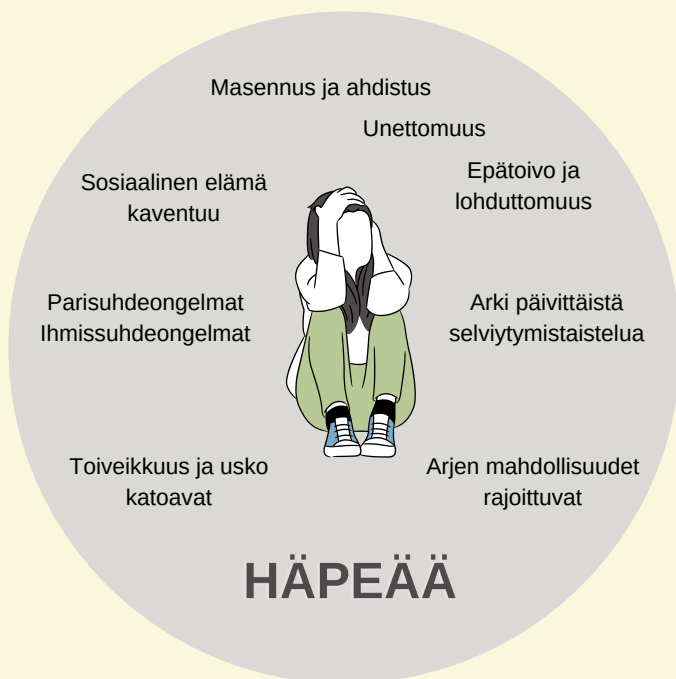 Masennus ja ahdistus
Unettomuus
Sosiaalinen elämä
kaventuu
Epätoivo ja
lohduttomuus
Parisuhdeongelmat
Ihmissuhdeongelmat
Arki päivittäistä
selviytymistaistelua
Toiveikkuus ja usko
katoavat
Arjen mahdollisuudet
rajoittuvat
HÄPEÄÄ